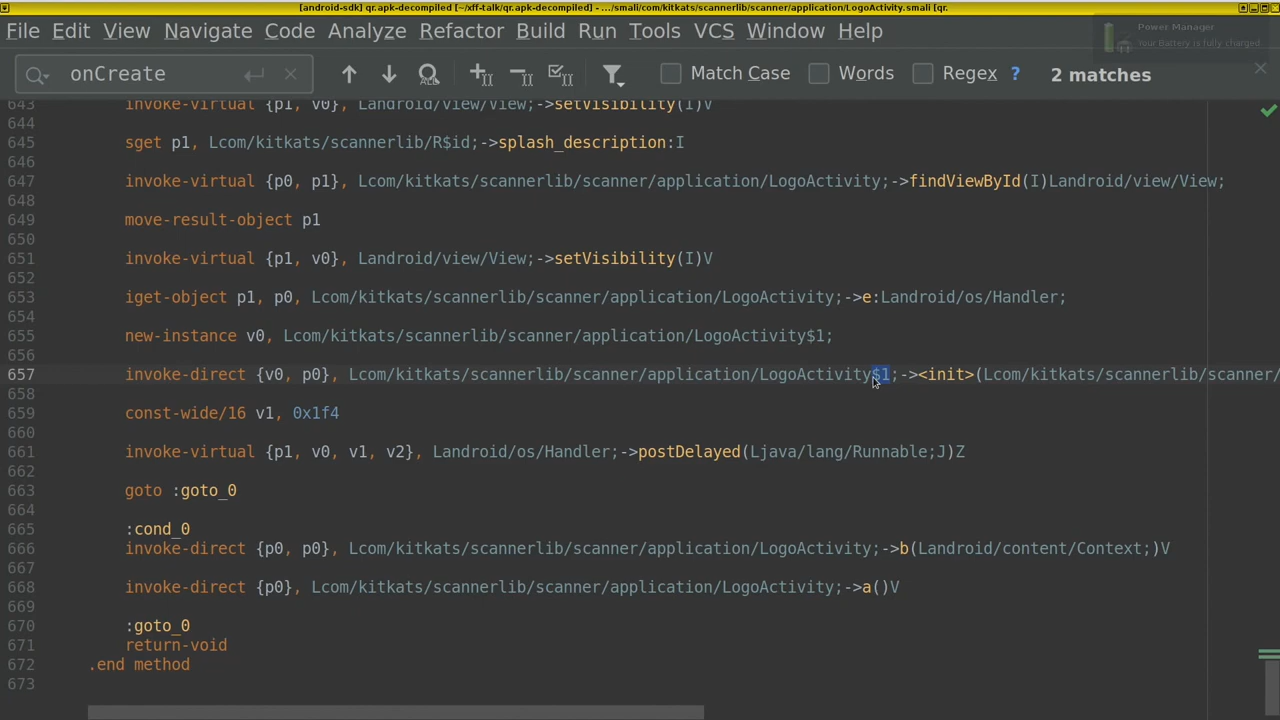 [android-sdk] qr.apk-decompiled [~/xff-talk/qr.apk-decompiled] - .../smali/com/kitkats/scannerlib/scanner/application/LogoActivity.smali [qr.
File Edit View Navigate Code Analyze Refactor Build Run Tools VCS Window Help
Power Manager
Your Battery is fully charged
onCreate Match Case Words Regex ? 2 matches
643 invoke-virtual {p1, v0}, Landroid/view/View;->setVisibility(I)V
644
645 sget p1, Lcom/kitkats/scannerlib/R$id;->splash_description:I
646
647 invoke-virtual {p0, p1}, Lcom/kitkats/scannerlib/scanner/application/LogoActivity;->findViewById(I)Landroid/view/View;
648
649 move-result-object p1
650
651 invoke-virtual {p1, v0}, Landroid/view/View;->setVisibility(I)V
652
653 iget-object p1, p0, Lcom/kitkats/scannerlib/scanner/application/LogoActivity;->e:Landroid/os/Handler;
654
655 new-instance v0, Lcom/kitkats/scannerlib/scanner/application/LogoActivity$1;
656
657 invoke-direct {v0, p0}, Lcom/kitkats/scannerlib/scanner/application/LogoActivity$1;-><init>(Lcom/kitkats/scannerlib/scanner/
658
659 const-wide/16 v1, 0x1f4
660
661 invoke-virtual {p1, v0, v1, v2}, Landroid/os/Handler;->postDelayed(Ljava/lang/Runnable;J)Z
662
663 goto :goto_0
664
665 :cond_0
666 invoke-direct {p0, p0}, Lcom/kitkats/scannerlib/scanner/application/LogoActivity;->b(Landroid/content/Context;)V
667
668 invoke-direct {p0}, Lcom/kitkats/scannerlib/scanner/application/LogoActivity;->a()V
669
670 :goto_0
671 return-void
672 .end method
673